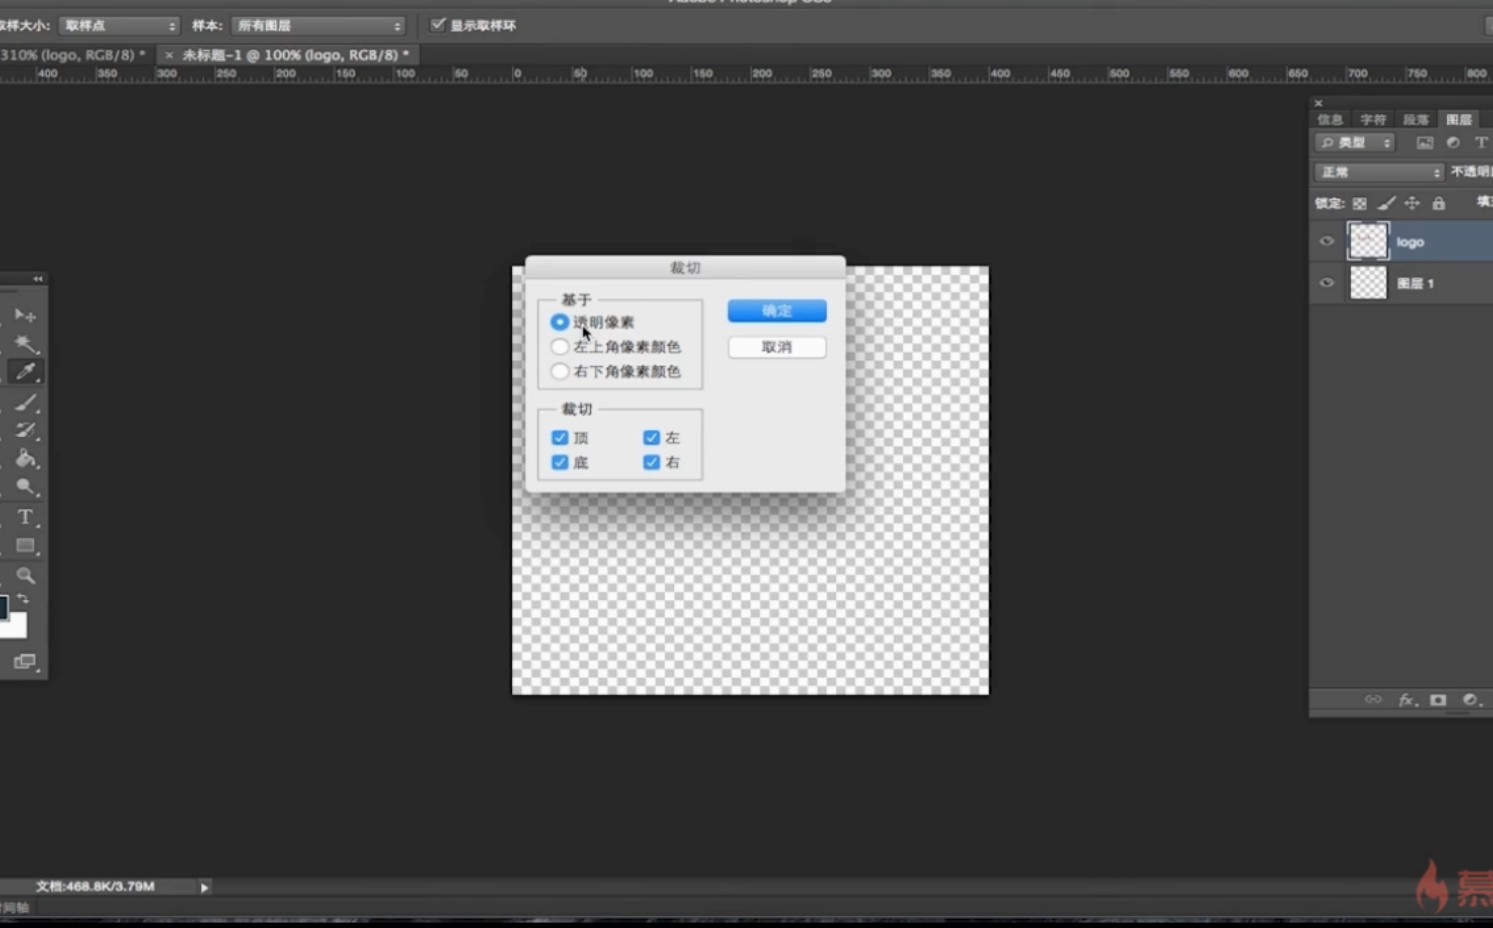 取样大小: 取样点 样本: 所有图层 显示取样环
310% (logo, RGB/8) * × 未标题-1 @ 100% (logo, RGB/8) *
400 350 300 250 200 150 100 50 0 50 100 150 200 250 300 350 400 450 500 550 600 650 700 750 800
信息 字符 段落 图层
类型
正常 不透明
锁定:
logo
图层 1
裁切
基于
透明像素
左上角像素颜色
右下角像素颜色
确定
取消
裁切
顶 左
底 右
T
fx
文档:468.8K/3.79M
时间轴
慕